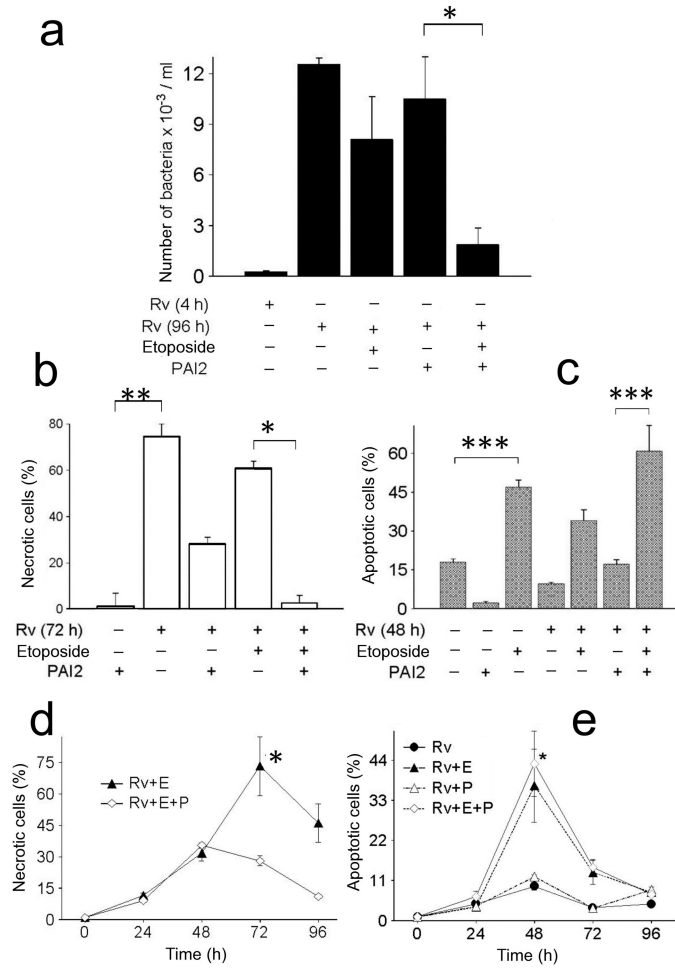 a
*
Number of bacteria x 10⁻³ / ml
12
9
6
3
0
Rv (4 h) + – – – –
Rv (96 h) – + + + +
Etoposide – – + – +
PAI2 – – – + +
b
**
*
Necrotic cells (%)
80
60
40
20
0
Rv (72 h) – + + + +
Etoposide – – – + +
PAI2 + – + – +
c
***
***
Apoptotic cells (%)
60
45
30
15
0
Rv (48 h) – – – + + + +
Etoposide – – + – + – +
PAI2 – + – – – + +
d
Necrotic cells (%)
75
60
45
30
15
0
Rv+E
Rv+E+P
*
0 24 48 72 96
Time (h)
e
Apoptotic cells (%)
44
33
22
11
0
Rv
Rv+E
Rv+P
Rv+E+P
*
0 24 48 72 96
Time (h)